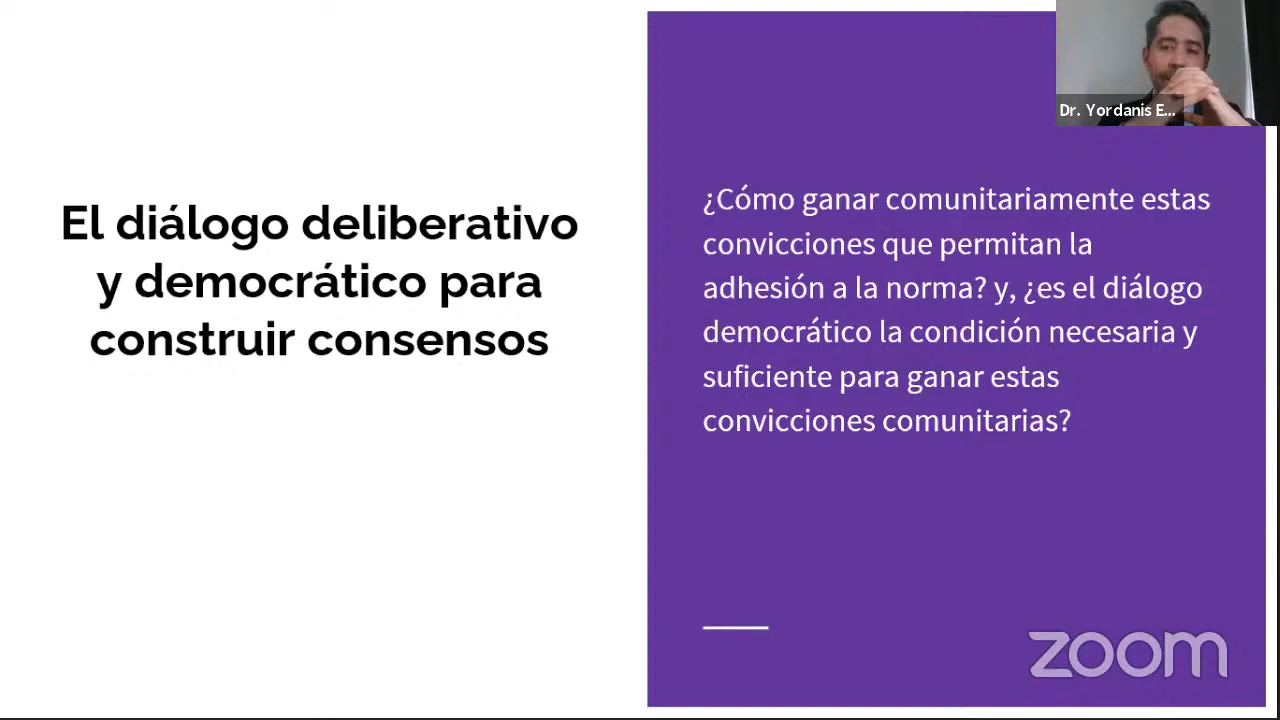 El diálogo deliberativo
y democrático para
construir consensos
Dr. Yordanis E...
¿Cómo ganar comunitariamente estas
convicciones que permitan la
adhesión a la norma? y, ¿es el diálogo
democrático la condición necesaria y
suficiente para ganar estas
convicciones comunitarias?
zoom